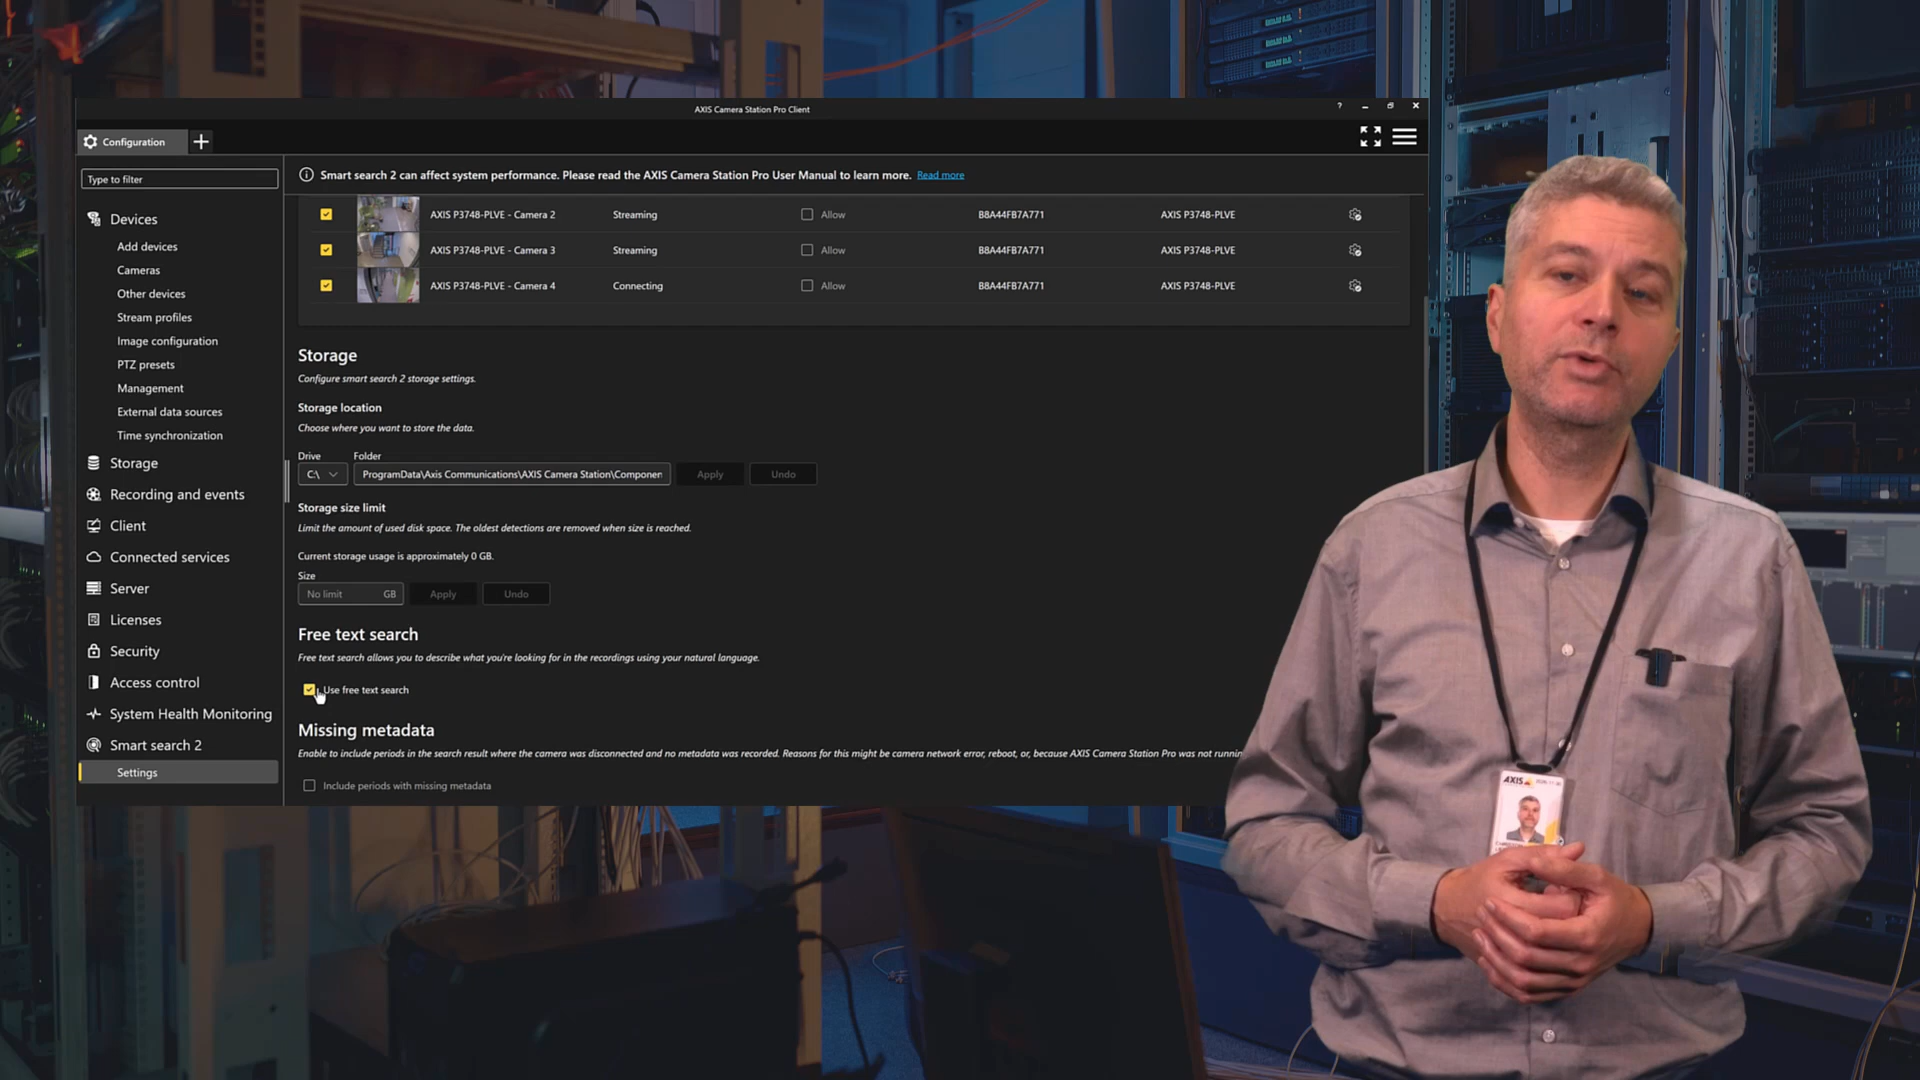 AXIS Camera Station Pro Client
?
Configuration
Type to filter
Smart search 2 can affect system performance. Please read the AXIS Camera Station Pro User Manual to learn more. Read more
Devices
Add devices
Cameras
Other devices
Stream profiles
Image configuration
PTZ presets
Management
External data sources
Time synchronization
Storage
Recording and events
Client
Connected services
Server
Licenses
Security
Access control
System Health Monitoring
Smart search 2
Settings
AXIS P3748-PLVE - Camera 2 Streaming Allow B8A44FB7A771 AXIS P3748-PLVE
AXIS P3748-PLVE - Camera 3 Streaming Allow B8A44FB7A771 AXIS P3748-PLVE
AXIS P3748-PLVE - Camera 4 Connecting Allow B8A44FB7A771 AXIS P3748-PLVE
Storage
Configure smart search 2 storage settings.
Storage location
Choose where you want to store the data.
Drive Folder
C:\ ProgramData\Axis Communications\AXIS Camera Station\Componen Apply Undo
Storage size limit
Limit the amount of used disk space. The oldest detections are removed when size is reached.
Current storage usage is approximately 0 GB.
Size
No limit GB Apply Undo
Free text search
Free text search allows you to describe what you're looking for in the recordings using your natural language.
Use free text search
Missing metadata
Enable to include periods in the search result where the camera was disconnected and no metadata was recorded. Reasons for this might be camera network error, reboot, or, because AXIS Camera Station Pro was not runnin
Include periods with missing metadata
AXIS